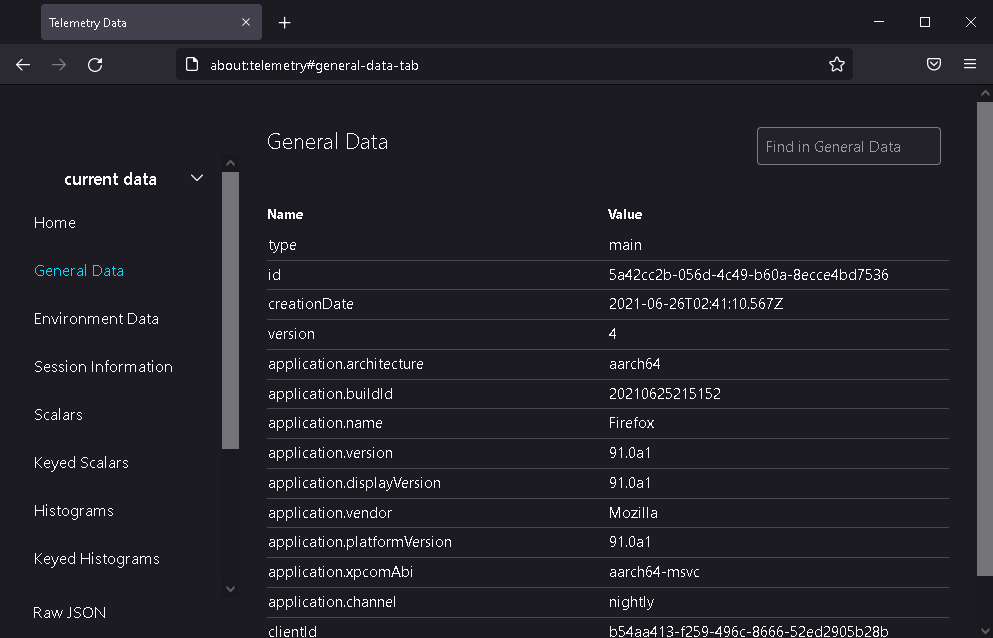 Telemetry Data
about:telemetry#general-data-tab
General Data
Find in General Data
current data
Home
General Data
Environment Data
Session Information
Scalars
Keyed Scalars
Histograms
Keyed Histograms
Raw JSON
Name Value
type main
id 5a42cc2b-056d-4c49-b60a-8ecce4bd7536
creationDate 2021-06-26T02:41:10.567Z
version 4
application.architecture aarch64
application.buildId 20210625215152
application.name Firefox
application.version 91.0a1
application.displayVersion 91.0a1
application.vendor Mozilla
application.platformVersion 91.0a1
application.xpcomAbi aarch64-msvc
application.channel nightly
clientId b54aa413-f259-496c-8666-52ed2905b28b